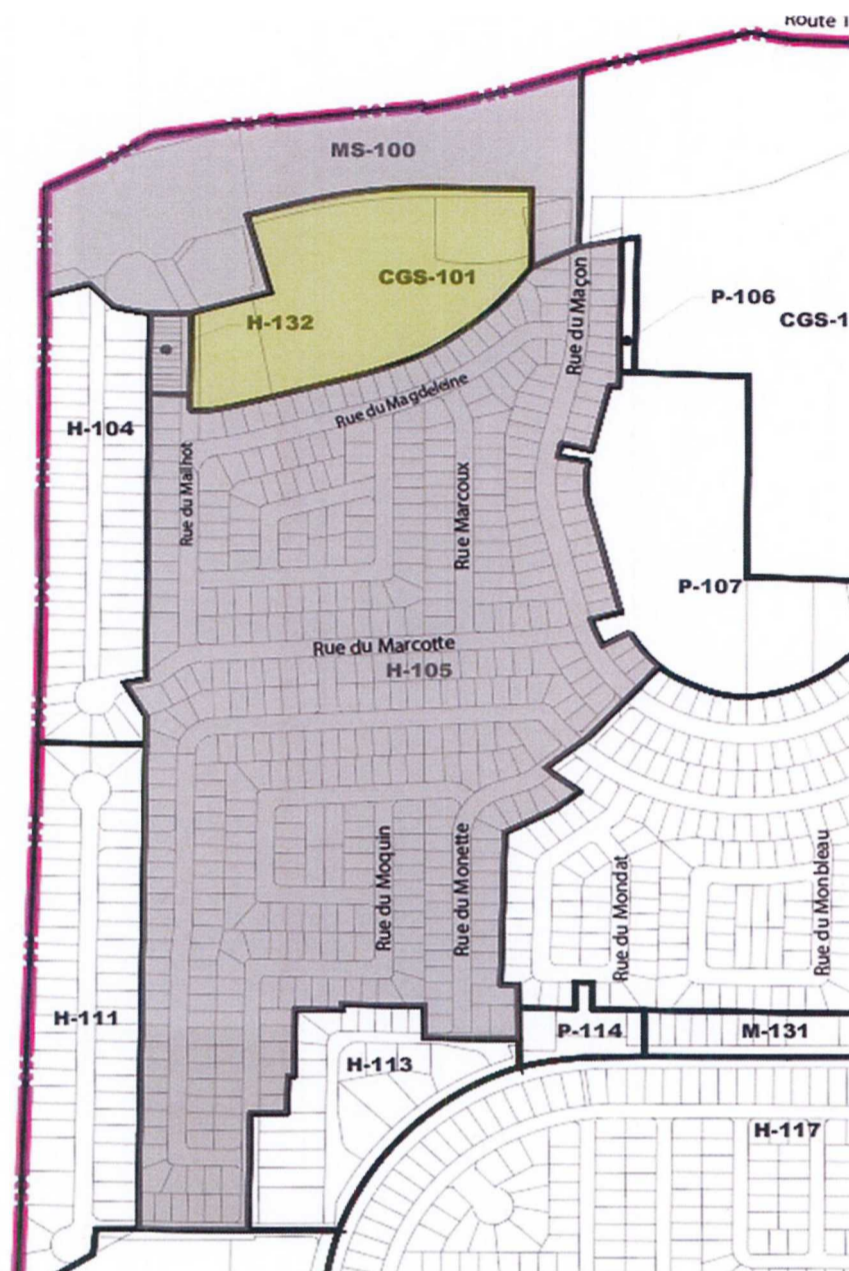 Route 1
MS-100
CGS-101
H-132
Rue du Maçon
P-106
CGS-1
Rue du Magdeleine
H-104
Rue du Mailhot
Rue Marcoux
P-107
Rue du Marcotte
H-105
Rue du Moquin
Rue du Monette
Rue du Mondat
Rue du Monbleau
H-111
P-114
M-131
H-113
H-117